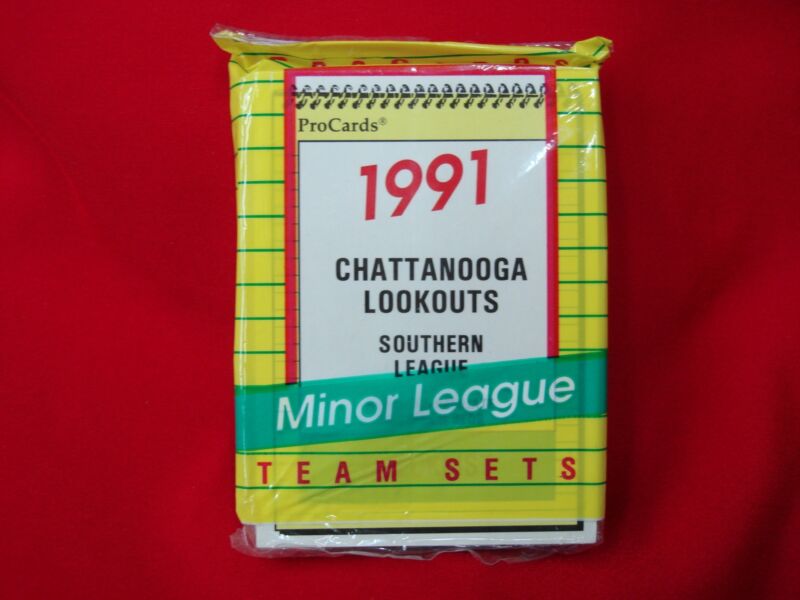 ProCards®
1991
CHATTANOOGA
LOOKOUTS
SOUTHERN
LEAGUE
Minor League
TEAM SETS